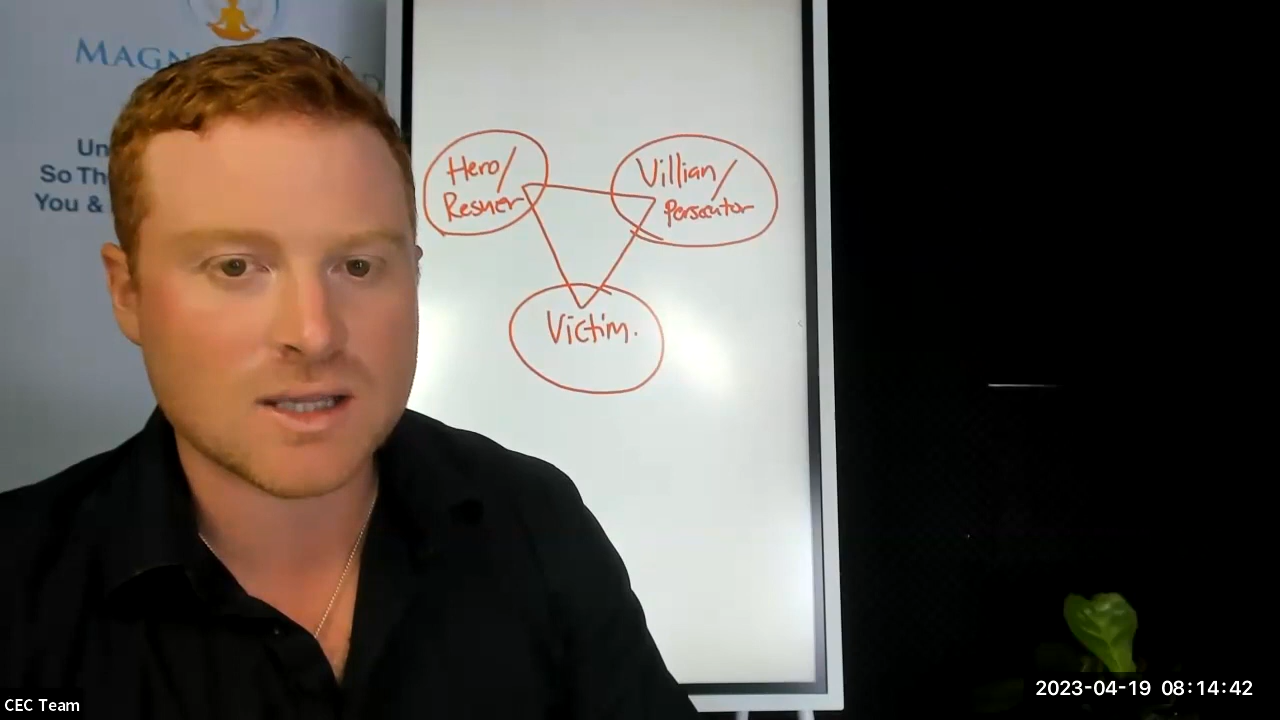 MAGN
Un
So Th
You &
Hero/
Resuer
Villian/
Persecutor
Victim.
CEC Team
2023-04-19 08:14:42